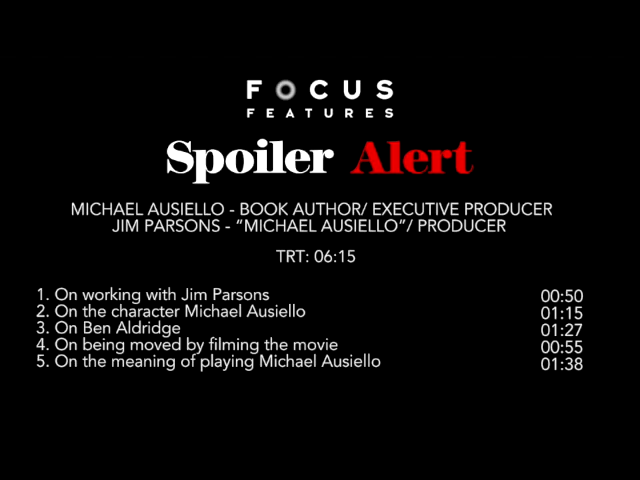 FOCUS
FEATURES
Spoiler Alert
MICHAEL AUSIELLO - BOOK AUTHOR/ EXECUTIVE PRODUCER
JIM PARSONS - “MICHAEL AUSIELLO”/ PRODUCER
TRT: 06:15
1. On working with Jim Parsons 00:50
2. On the character Michael Ausiello 01:15
3. On Ben Aldridge 01:27
4. On being moved by filming the movie 00:55
5. On the meaning of playing Michael Ausiello 01:38